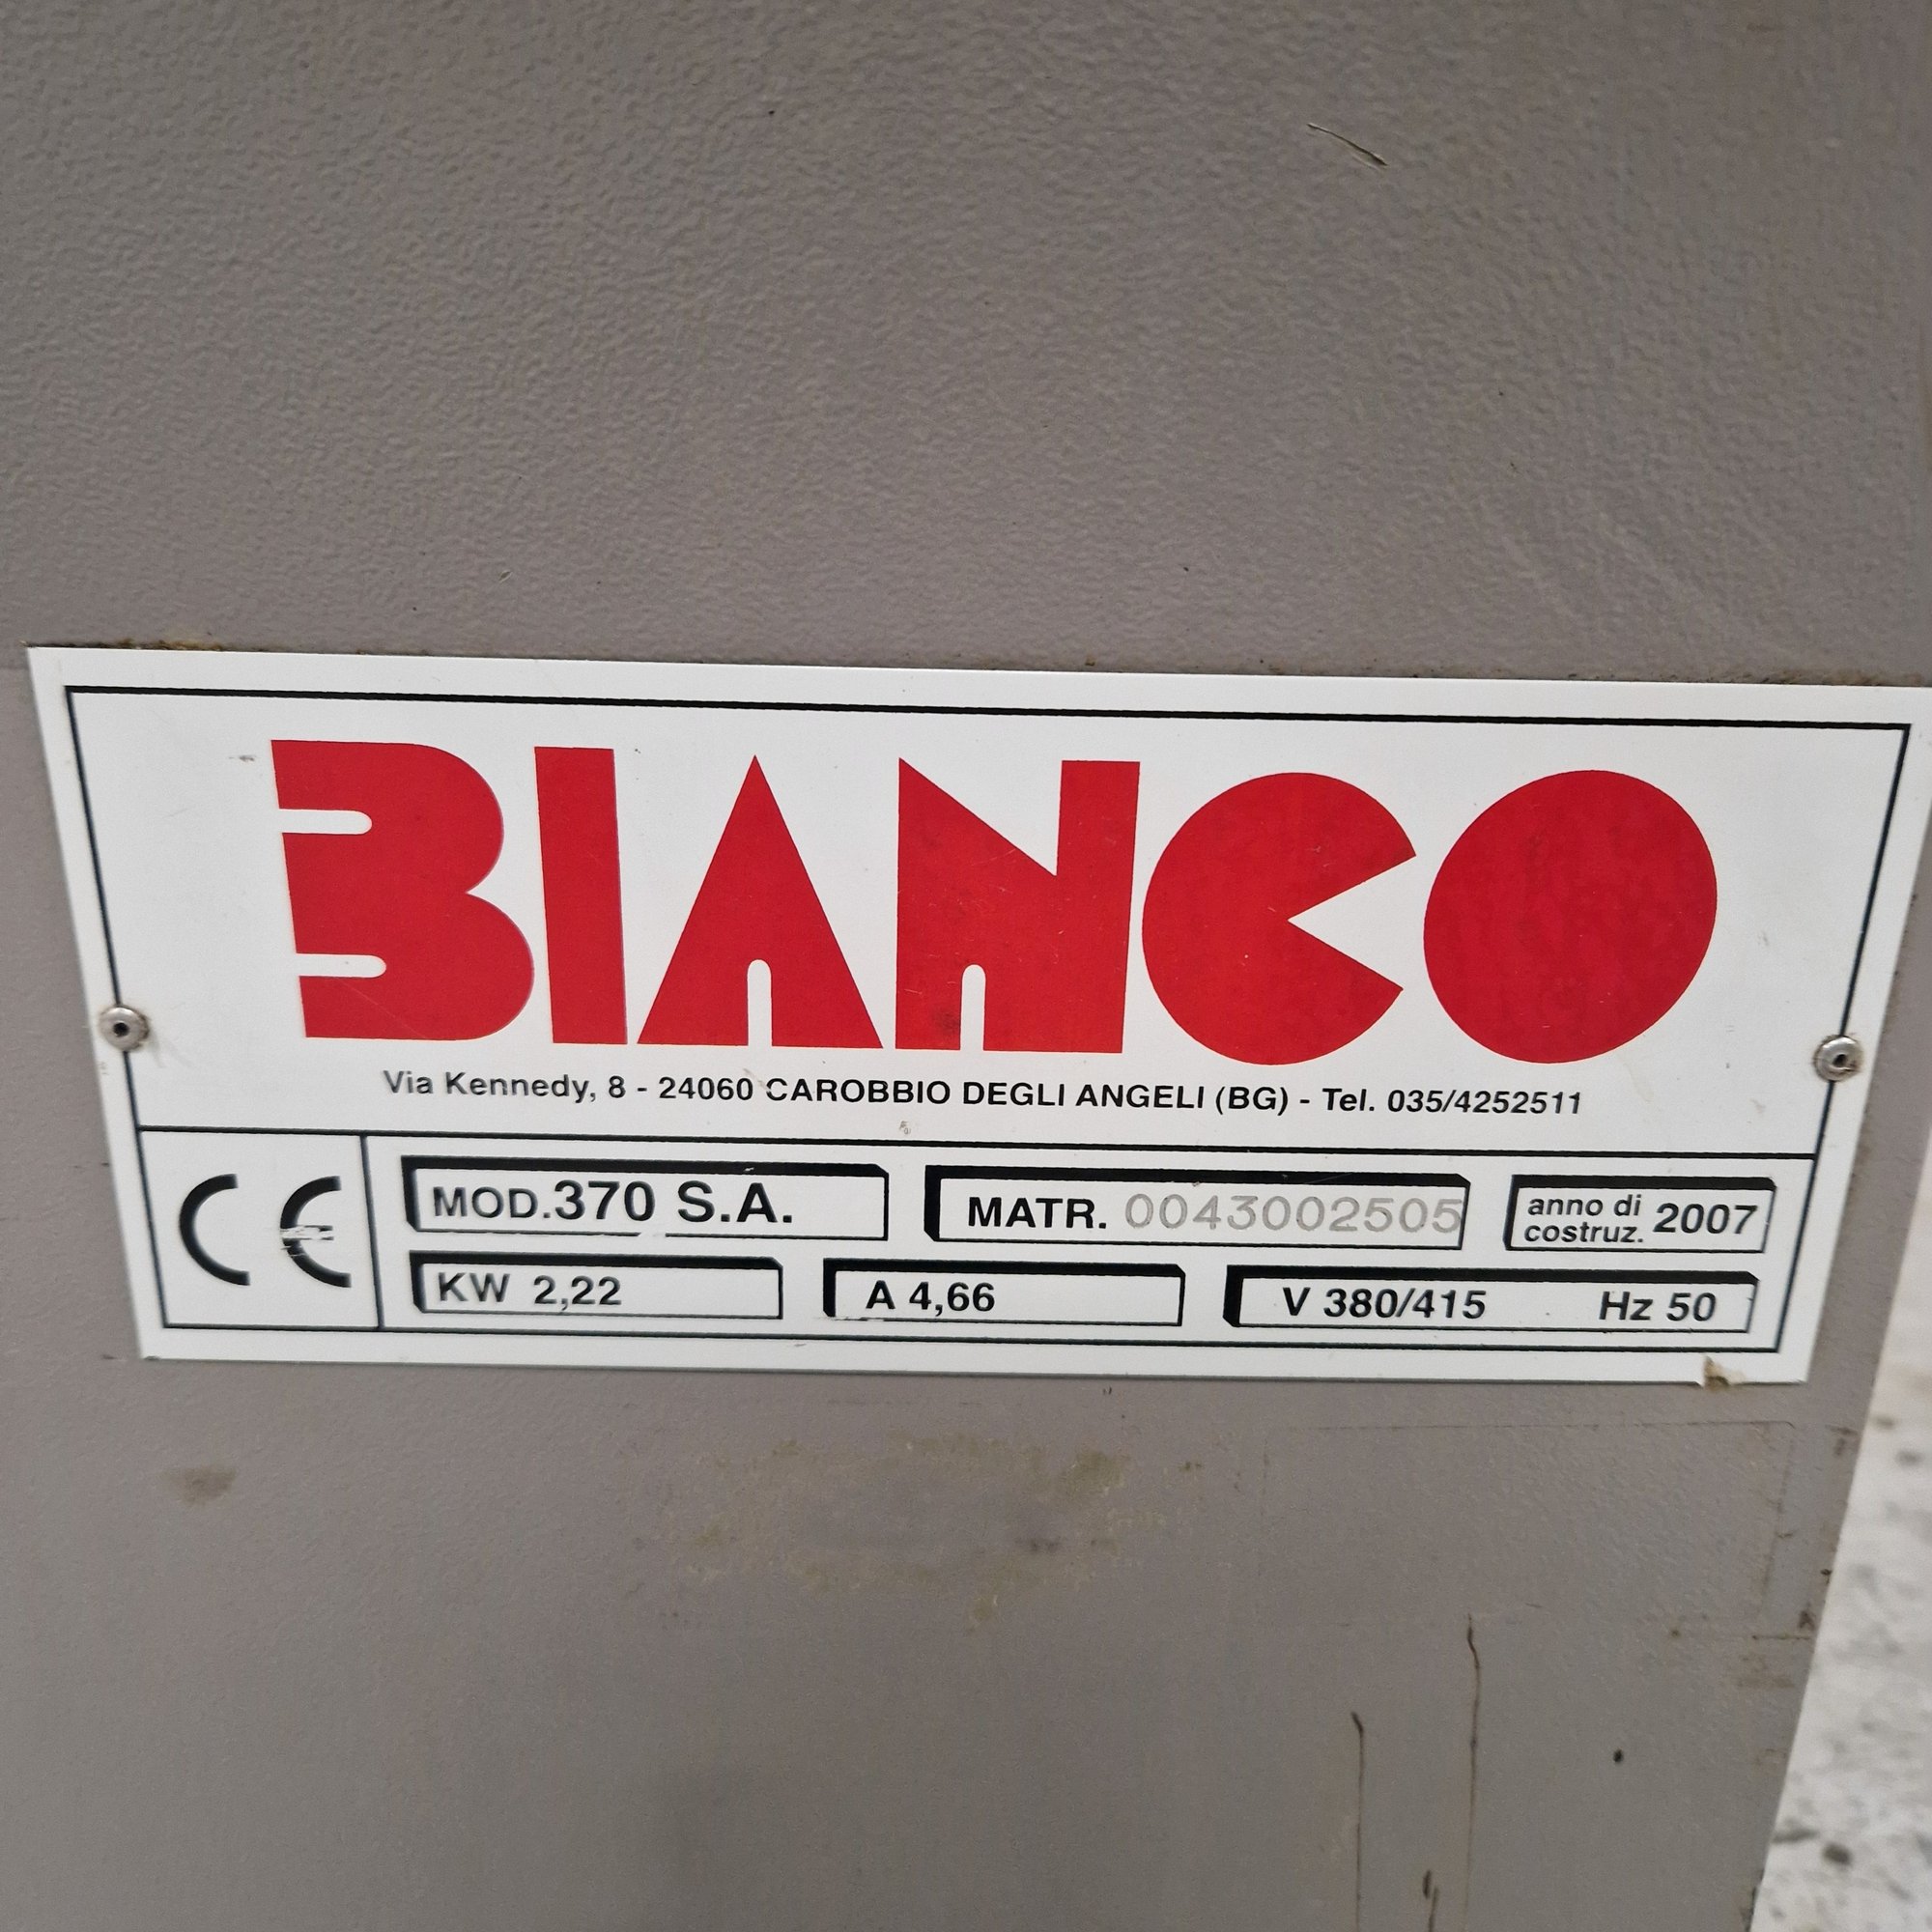 BIANCO
Via Kennedy, 8 - 24060 CAROBBIO DEGLI ANGELI (BG) - Tel. 035/4252511
CE
MOD.370 S.A.
MATR. 0043002505
anno di costruz. 2007
KW 2,22
A 4,66
V 380/415 Hz 50